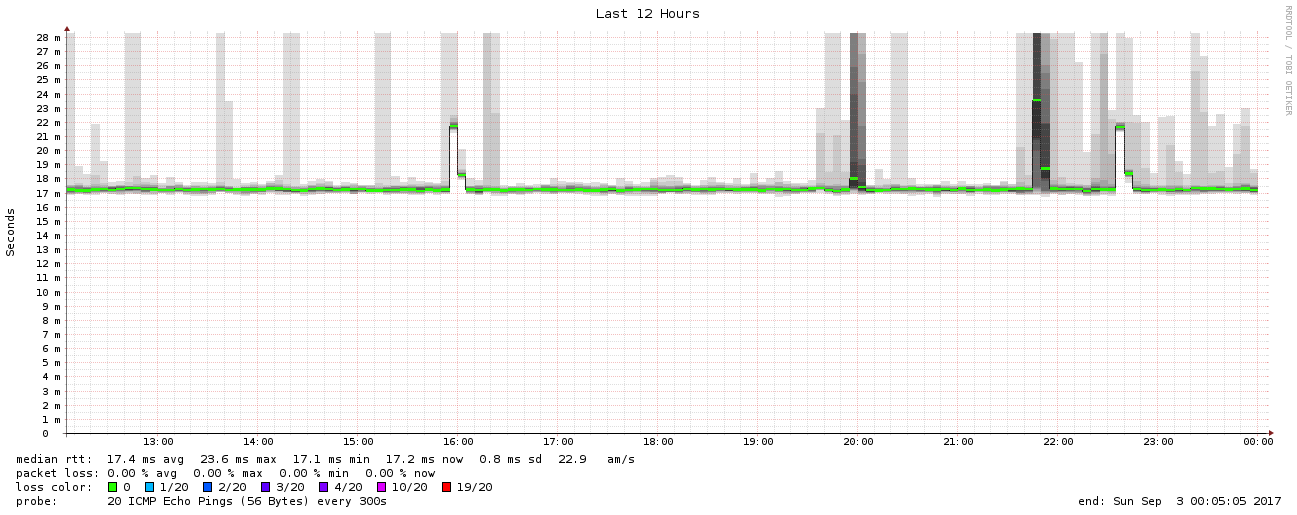 Last 12 Hours
RRDTOOL / TOBI OETIKER
Seconds
28 m
27 m
26 m
25 m
24 m
23 m
22 m
21 m
20 m
19 m
18 m
17 m
16 m
15 m
14 m
13 m
12 m
11 m
10 m
9 m
8 m
7 m
6 m
5 m
4 m
3 m
2 m
1 m
0
13:00 14:00 15:00 16:00 17:00 18:00 19:00 20:00 21:00 22:00 23:00 00:00
median rtt: 17.4 ms avg 23.6 ms max 17.1 ms min 17.2 ms now 0.8 ms sd 22.9 am/s
packet loss: 0.00 % avg 0.00 % max 0.00 % min 0.00 % now
loss color: 0 1/20 2/20 3/20 4/20 10/20 19/20
probe: 20 ICMP Echo Pings (56 Bytes) every 300s end: Sun Sep 3 00:05:05 2017